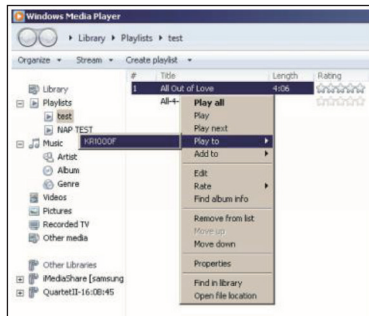 Windows Media Player
Library ▸ Playlists ▸ test
Organize Stream Create playlist
# Title Length Rating
1 All Out of Love 4:06
All-4-
Library
Playlists
test
NAP TEST
Music
Artist
Album
Genre
Videos
Pictures
Recorded TV
Other media
Other Libraries
iMediaShare [samsung
QuartetII-16:08:45
KRI000F
Play all
Play
Play next
Play to
Add to
Edit
Rate
Find album info
Remove from list
Move up
Move down
Properties
Find in library
Open file location